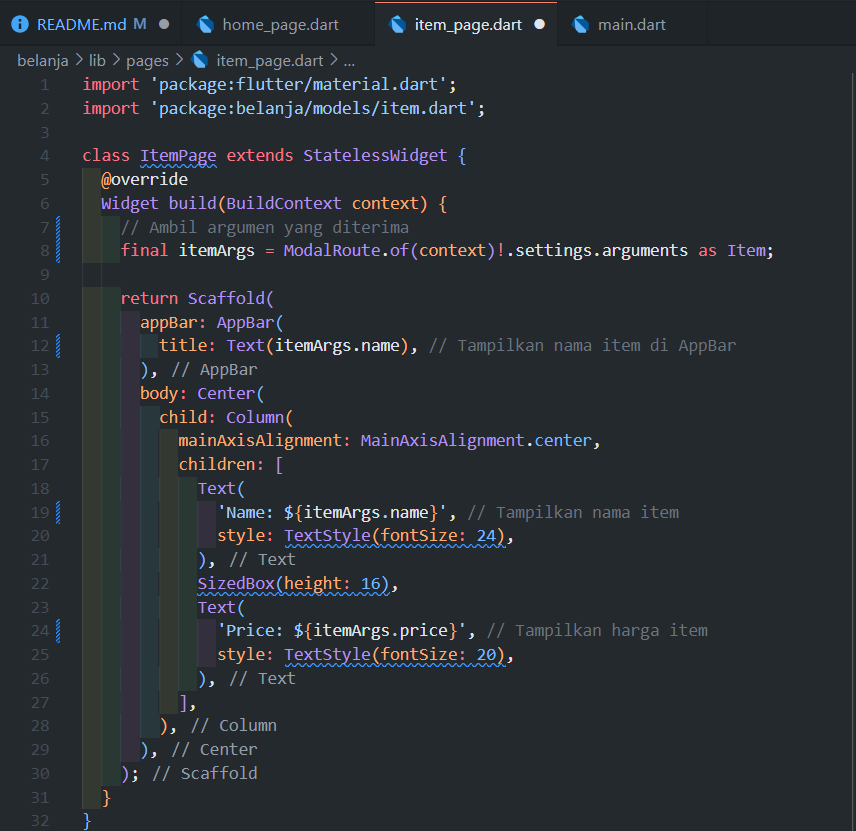 README.md M
home_page.dart
item_page.dart
main.dart
belanja > lib > pages > item_page.dart > ...
1 import 'package:flutter/material.dart';
2 import 'package:belanja/models/item.dart';
3
4 class ItemPage extends StatelessWidget {
5 @override
6 Widget build(BuildContext context) {
7 // Ambil argumen yang diterima
8 final itemArgs = ModalRoute.of(context)!.settings.arguments as Item;
9
10 return Scaffold(
11 appBar: AppBar(
12 title: Text(itemArgs.name), // Tampilkan nama item di AppBar
13 ), // AppBar
14 body: Center(
15 child: Column(
16 mainAxisAlignment: MainAxisAlignment.center,
17 children: [
18 Text(
19 'Name: ${itemArgs.name}', // Tampilkan nama item
20 style: TextStyle(fontSize: 24),
21 ), // Text
22 SizedBox(height: 16),
23 Text(
24 'Price: ${itemArgs.price}', // Tampilkan harga item
25 style: TextStyle(fontSize: 20),
26 ), // Text
27 ],
28 ), // Column
29 ), // Center
30 ); // Scaffold
31 }
32 }